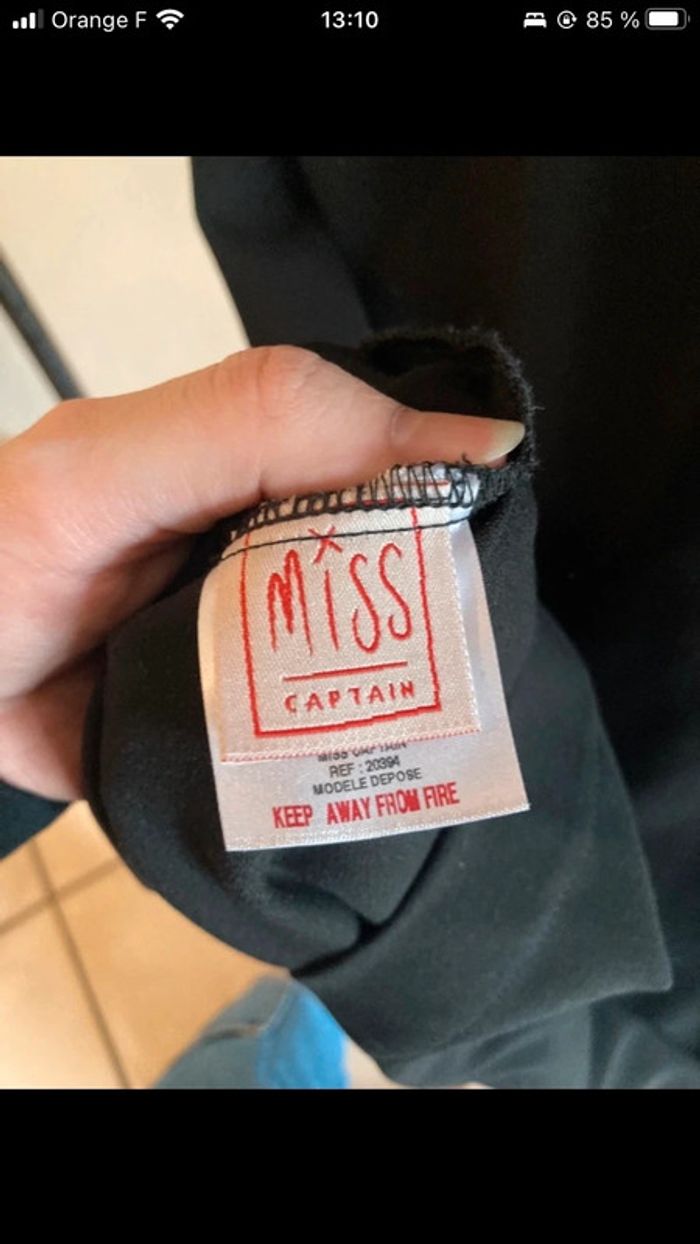 Orange F
13:10
85 %
MISS
CAPTAIN
MISS CAPTAIN
REF : 20394
MODELE DEPOSE
KEEP AWAY FROM FIRE